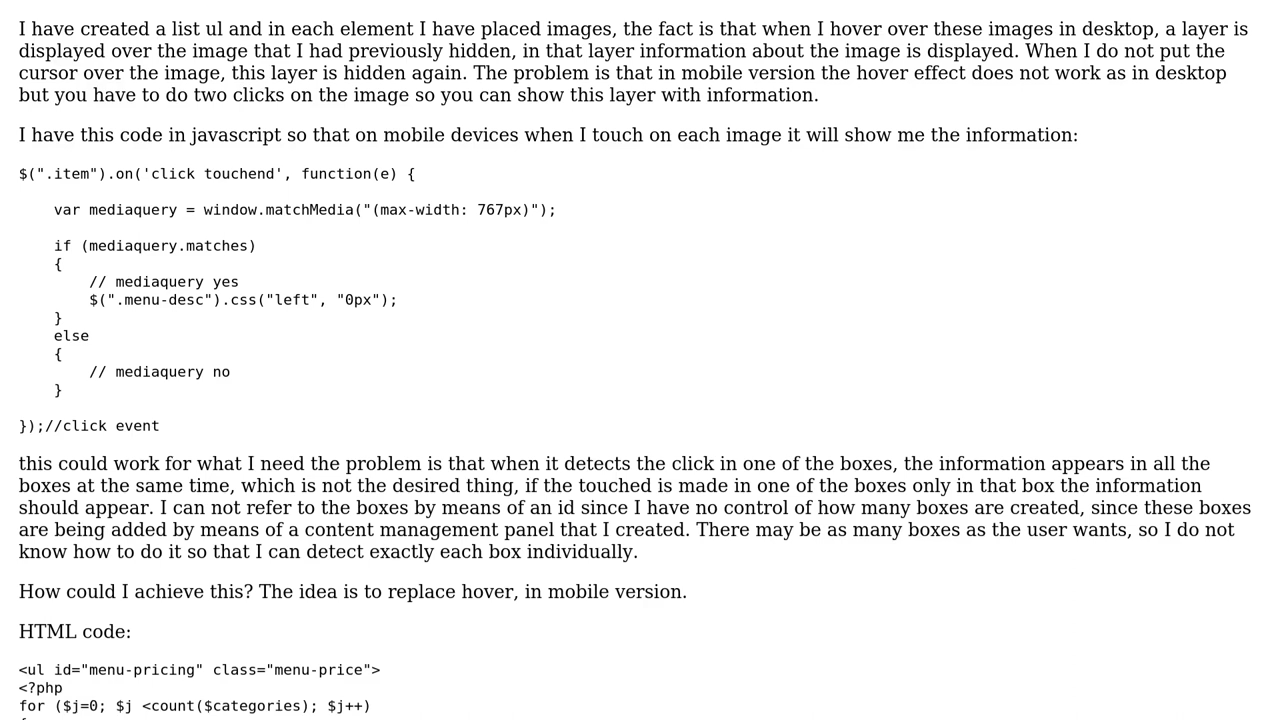 I have created a list ul and in each element I have placed images, the fact is that when I hover over these images in desktop, a layer is
displayed over the image that I had previously hidden, in that layer information about the image is displayed. When I do not put the
cursor over the image, this layer is hidden again. The problem is that in mobile version the hover effect does not work as in desktop
but you have to do two clicks on the image so you can show this layer with information.
I have this code in javascript so that on mobile devices when I touch on each image it will show me the information:
$(".item").on('click touchend', function(e) {
    var mediaquery = window.matchMedia("(max-width: 767px)");
    if (mediaquery.matches)
    {
        // mediaquery yes
        $(".menu-desc").css("left", "0px");
    }
    else
    {
        // mediaquery no
    }
});//click event
this could work for what I need the problem is that when it detects the click in one of the boxes, the information appears in all the
boxes at the same time, which is not the desired thing, if the touched is made in one of the boxes only in that box the information
should appear. I can not refer to the boxes by means of an id since I have no control of how many boxes are created, since these boxes
are being added by means of a content management panel that I created. There may be as many boxes as the user wants, so I do not
know how to do it so that I can detect exactly each box individually.
How could I achieve this? The idea is to replace hover, in mobile version.
HTML code:
<ul id="menu-pricing" class="menu-price">
<?php
for ($j=0; $j <count($categories); $j++)